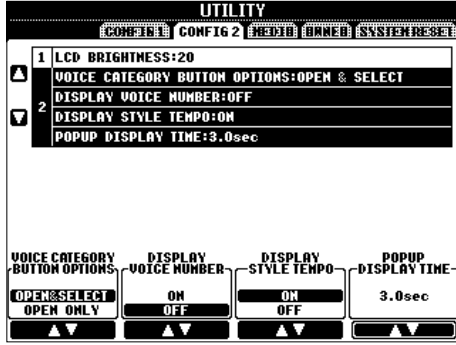 UTILITY
CONFIG 1 CONFIG 2 MEDIA OWNER SYSTEM RESET
1 LCD BRIGHTNESS:20
2 VOICE CATEGORY BUTTON OPTIONS:OPEN & SELECT
DISPLAY VOICE NUMBER:OFF
DISPLAY STYLE TEMPO:ON
POPUP DISPLAY TIME:3.0sec
VOICE CATEGORY BUTTON OPTIONS
OPEN&SELECT
OPEN ONLY
DISPLAY VOICE NUMBER
ON
OFF
DISPLAY STYLE TEMPO
ON
OFF
POPUP DISPLAY TIME
3.0sec